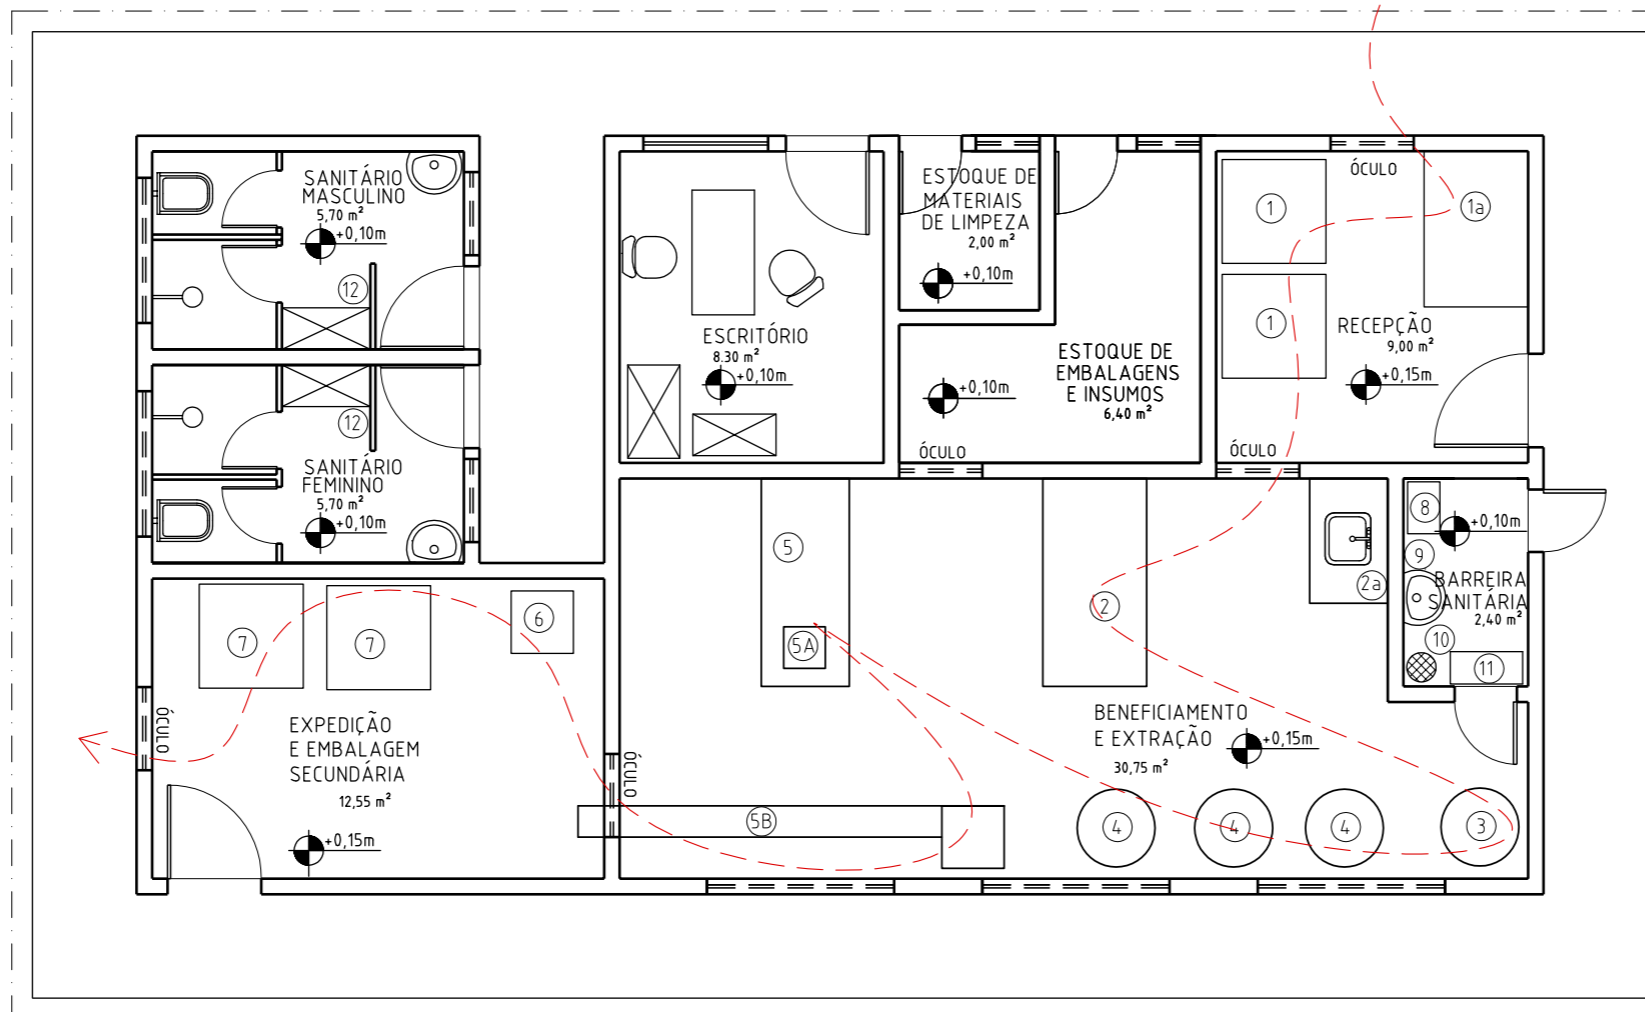 SANITÁRIO
MASCULINO
5,70 m²
+0,10m
12
12
SANITÁRIO
FEMININO
5,70 m²
+0,10m
ESCRITÓRIO
8.30 m²
+0,10m
ESTOQUE DE
MATERIAIS
DE LIMPEZA
2,00 m²
+0,10m
ESTOQUE DE
EMBALAGENS
E INSUMOS
6,40 m²
+0,10m
ÓCULO
ÓCULO
1
1a
1
RECEPÇÃO
9,00 m²
+0,15m
ÓCULO
8
+0,10m
9
BARREIRA
SANITÁRIA
2,40 m²
10
11
5
5A
2
2a
BENEFICIAMENTO
E EXTRAÇÃO
30,75 m²
+0,15m
ÓCULO
5B
4
4
4
3
7
7
6
ÓCULO
EXPEDIÇÃO
E EMBALAGEM
SECUNDÁRIA
12,55 m²
+0,15m